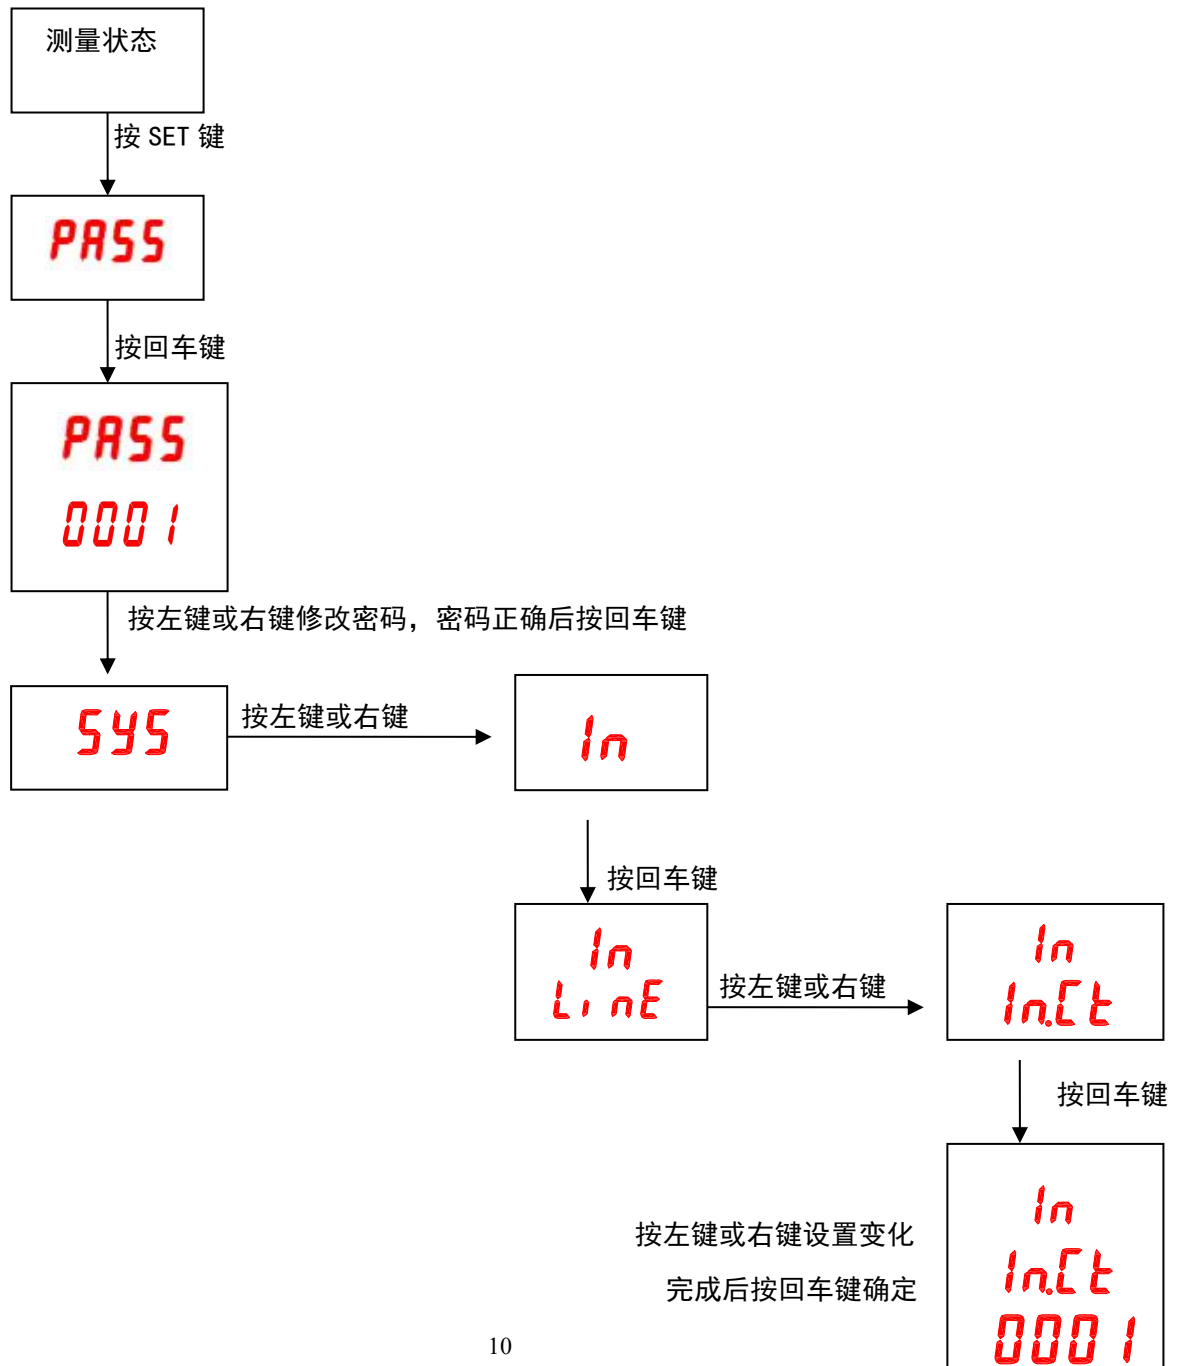 测量状态
按 SET 键
PASS
按回车键
PASS
0001
按左键或右键修改密码，密码正确后按回车键
SYS
按左键或右键
In
按回车键
In
LinE
按左键或右键
In
In.Ct
按回车键
In
In.Ct
0001
按左键或右键设置变化
完成后按回车键确定
10